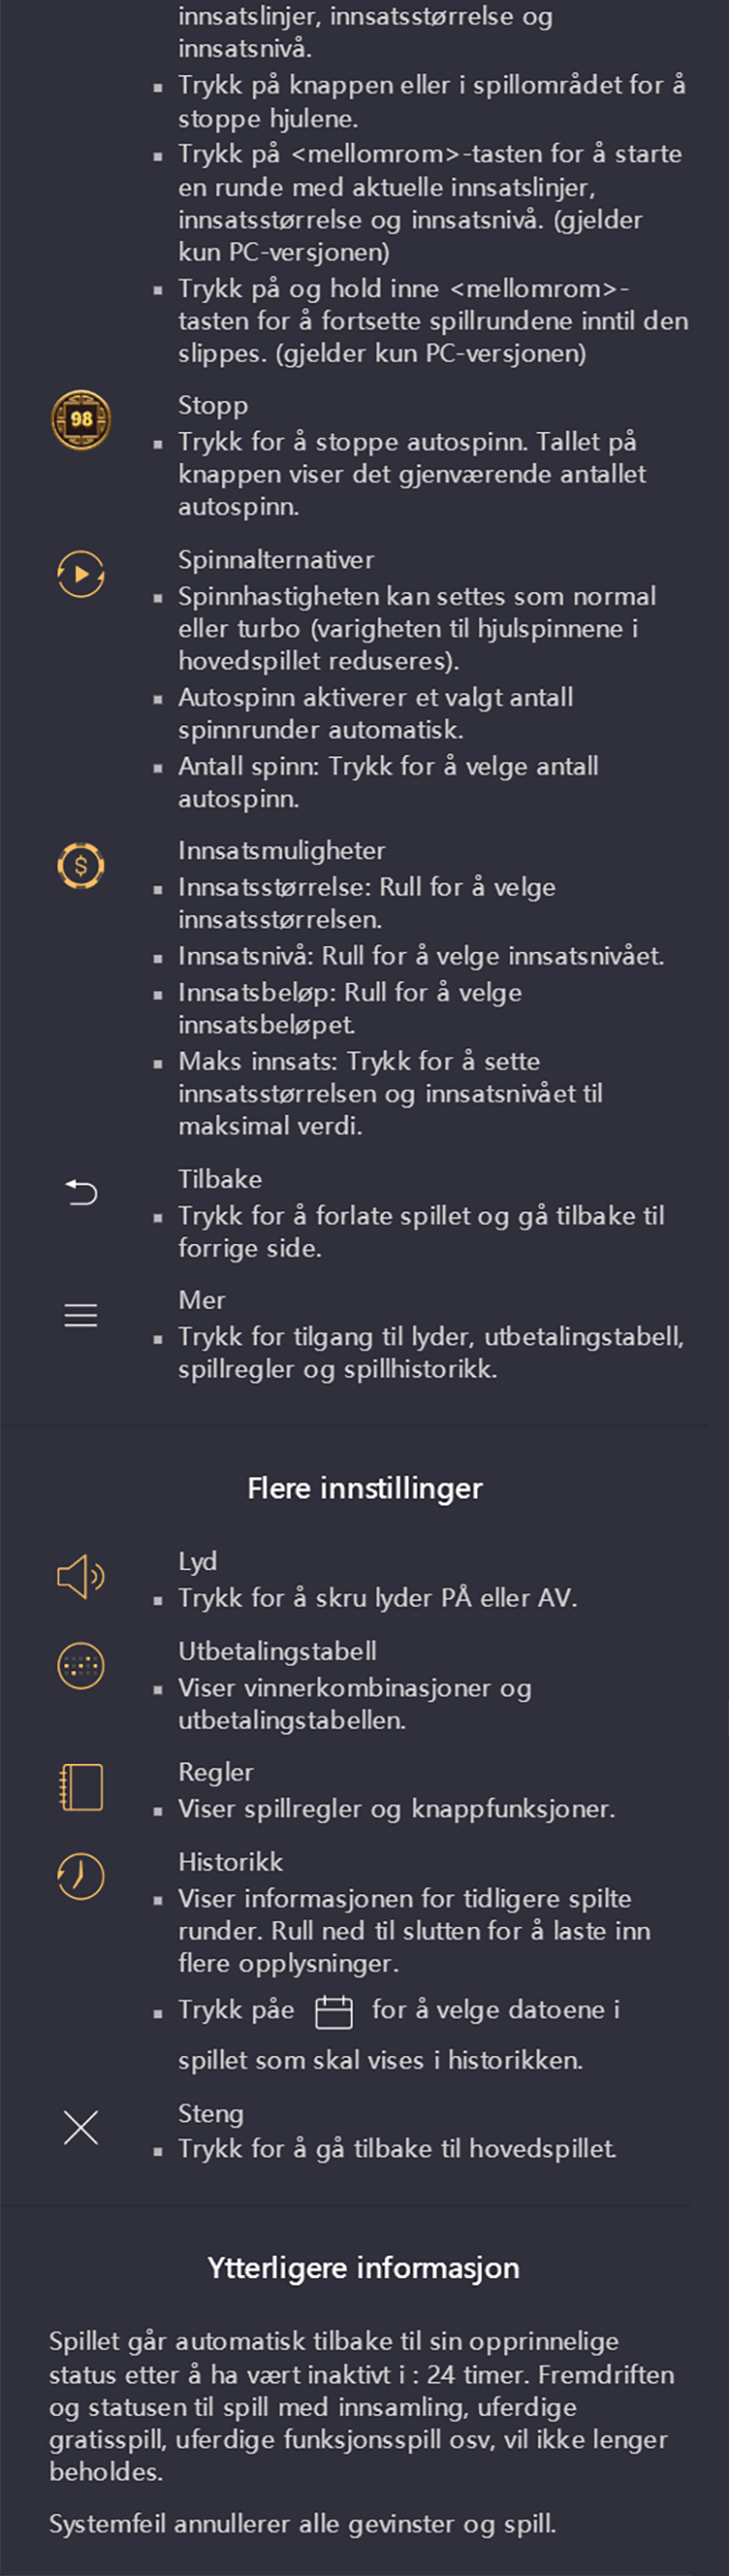 innsatslinjer, innsatsstørrelse og
innsatsnivå.
▪ Trykk på knappen eller i spillområdet for å
stoppe hjulene.
▪ Trykk på <mellomrom>-tasten for å starte
en runde med aktuelle innsatslinjer,
innsatsstørrelse og innsatsnivå. (gjelder
kun PC-versjonen)
▪ Trykk på og hold inne <mellomrom>-
tasten for å fortsette spillrundene inntil den
slippes. (gjelder kun PC-versjonen)
98
Stopp
▪ Trykk for å stoppe autospinn. Tallet på
knappen viser det gjenværende antallet
autospinn.
Spinnalternativer
▪ Spinnhastigheten kan settes som normal
eller turbo (varigheten til hjulspinnene i
hovedspillet reduseres).
▪ Autospinn aktiverer et valgt antall
spinnrunder automatisk.
▪ Antall spinn: Trykk for å velge antall
autospinn.
$
Innsatsmuligheter
▪ Innsatsstørrelse: Rull for å velge
innsatsstørrelsen.
▪ Innsatsnivå: Rull for å velge innsatsnivået.
▪ Innsatsbeløp: Rull for å velge
innsatsbeløpet.
▪ Maks innsats: Trykk for å sette
innsatsstørrelsen og innsatsnivået til
maksimal verdi.
Tilbake
▪ Trykk for å forlate spillet og gå tilbake til
forrige side.
Mer
▪ Trykk for tilgang til lyder, utbetalingstabell,
spillregler og spillhistorikk.
Flere innstillinger
Lyd
▪ Trykk for å skru lyder PÅ eller AV.
Utbetalingstabell
▪ Viser vinnerkombinasjoner og
utbetalingstabellen.
Regler
▪ Viser spillregler og knappfunksjoner.
Historikk
▪ Viser informasjonen for tidligere spilte
runder. Rull ned til slutten for å laste inn
flere opplysninger.
▪ Trykk påe for å velge datoene i
spillet som skal vises i historikken.
Steng
▪ Trykk for å gå tilbake til hovedspillet.
Ytterligere informasjon
Spillet går automatisk tilbake til sin opprinnelige
status etter å ha vært inaktivt i : 24 timer. Fremdriften
og statusen til spill med innsamling, uferdige
gratisspill, uferdige funksjonsspill osv, vil ikke lenger
beholdes.
Systemfeil annullerer alle gevinster og spill.